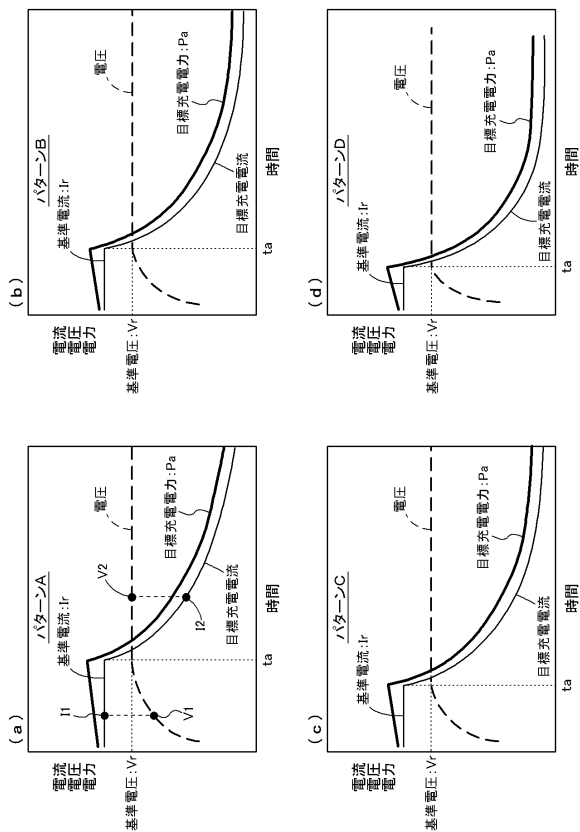 (a)
パターンA
電流
電圧
電力
基準電流:Ir
I1
V1
V2
I2
電圧
基準電圧:Vr
目標充電電力:Pa
目標充電電流
ta
時間
(b)
パターンB
電流
電圧
電力
基準電流:Ir
電圧
基準電圧:Vr
目標充電電力:Pa
目標充電電流
ta
時間
(c)
パターンC
電流
電圧
電力
基準電流:Ir
電圧
基準電圧:Vr
目標充電電力:Pa
目標充電電流
ta
時間
(d)
パターンD
電流
電圧
電力
基準電流:Ir
電圧
基準電圧:Vr
目標充電電力:Pa
目標充電電流
ta
時間